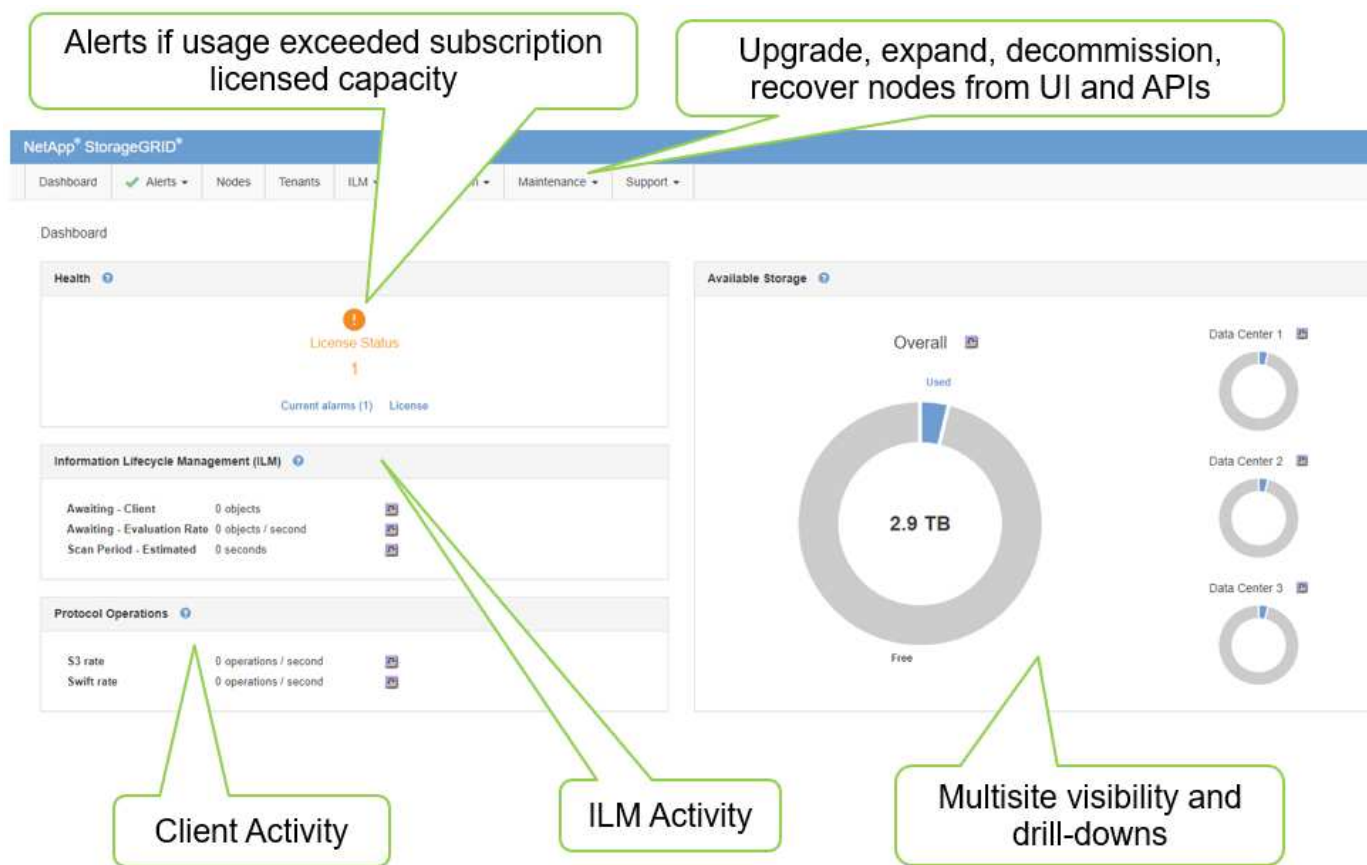 Alerts if usage exceeded subscription
licensed capacity
Upgrade, expand, decommission,
recover nodes from UI and APIs
NetApp® StorageGRID®
Dashboard
Alerts
Nodes
Tenants
ILM
Maintenance
Support
Dashboard
Health
License Status
1
Current alarms (1) License
Information Lifecycle Management (ILM)
Awaiting - Client 0 objects
Awaiting - Evaluation Rate 0 objects / second
Scan Period - Estimated 0 seconds
Protocol Operations
S3 rate 0 operations / second
Swift rate 0 operations / second
Available Storage
Overall
Used
2.9 TB
Free
Data Center 1
Data Center 2
Data Center 3
Client Activity
ILM Activity
Multisite visibility and
drill-downs